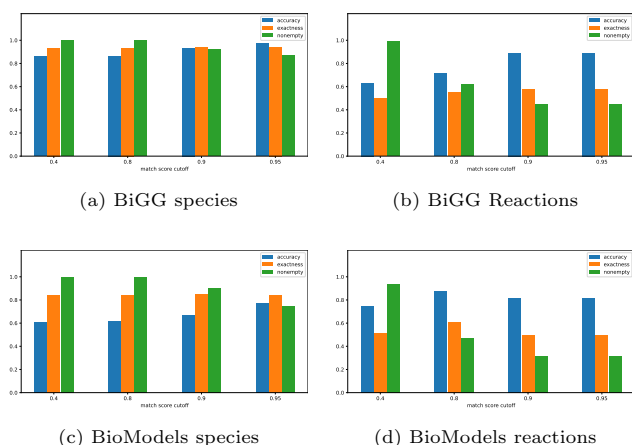 accuracy
exactness
nonempty
1.0
0.8
0.6
0.4
0.2
0.0
0.4 0.8 0.9 0.95
match score cutoff
(a) BiGG species
accuracy
exactness
nonempty
1.0
0.8
0.6
0.4
0.2
0.0
0.4 0.8 0.9 0.95
match score cutoff
(b) BiGG Reactions
accuracy
exactness
nonempty
1.0
0.8
0.6
0.4
0.2
0.0
0.4 0.8 0.9 0.95
match score cutoff
(c) BioModels species
accuracy
exactness
nonempty
1.0
0.8
0.6
0.4
0.2
0.0
0.4 0.8 0.9 0.95
match score cutoff
(d) BioModels reactions